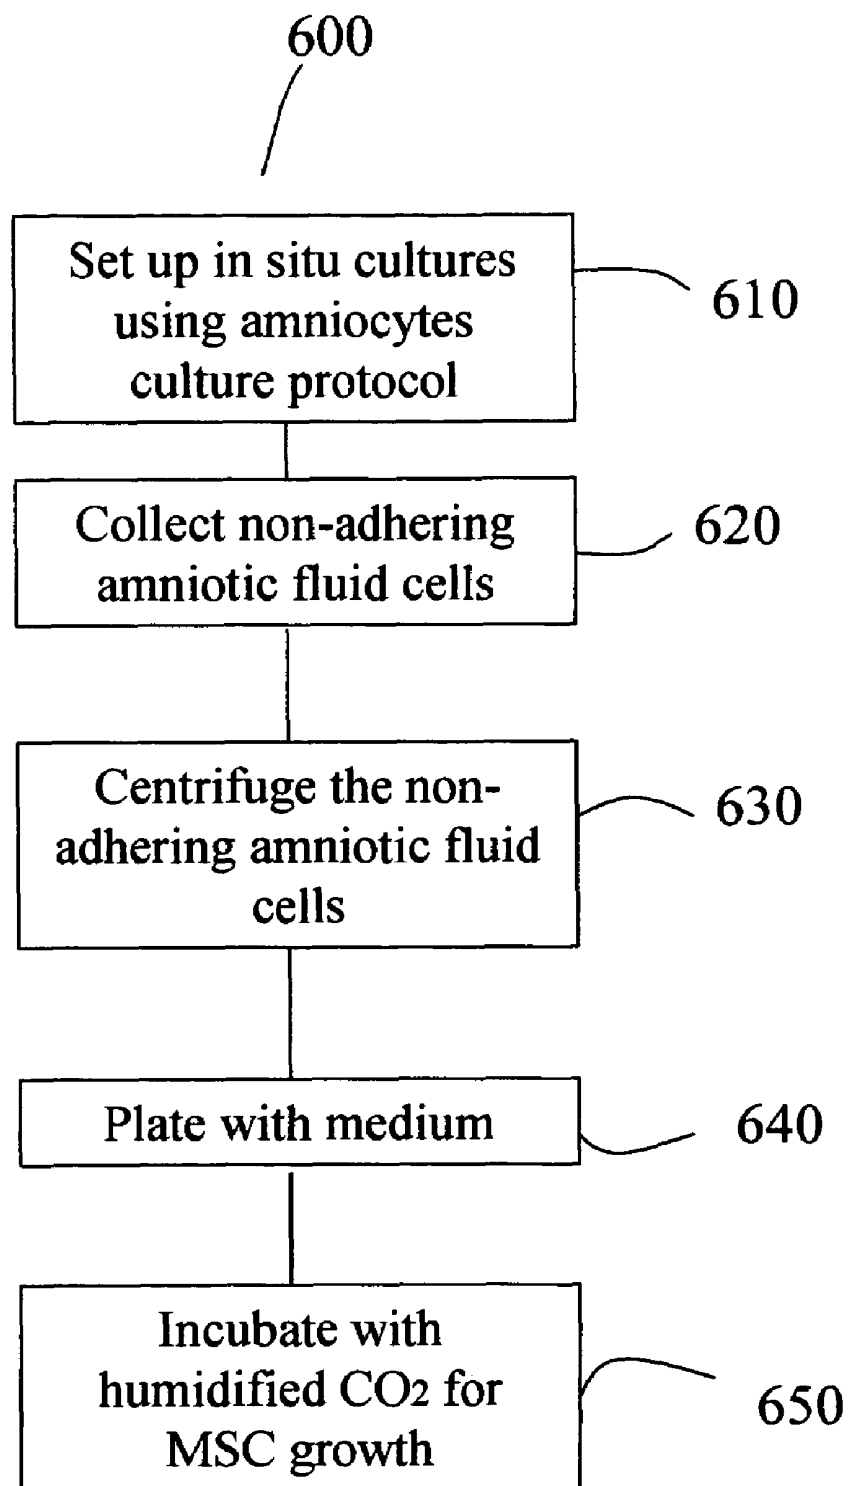 600
Set up in situ cultures
using amniocytes
culture protocol
610
Collect non-adhering
amniotic fluid cells
620
Centrifuge the non-
adhering amniotic fluid
cells
630
Plate with medium
640
Incubate with
humidified CO2 for
MSC growth
650